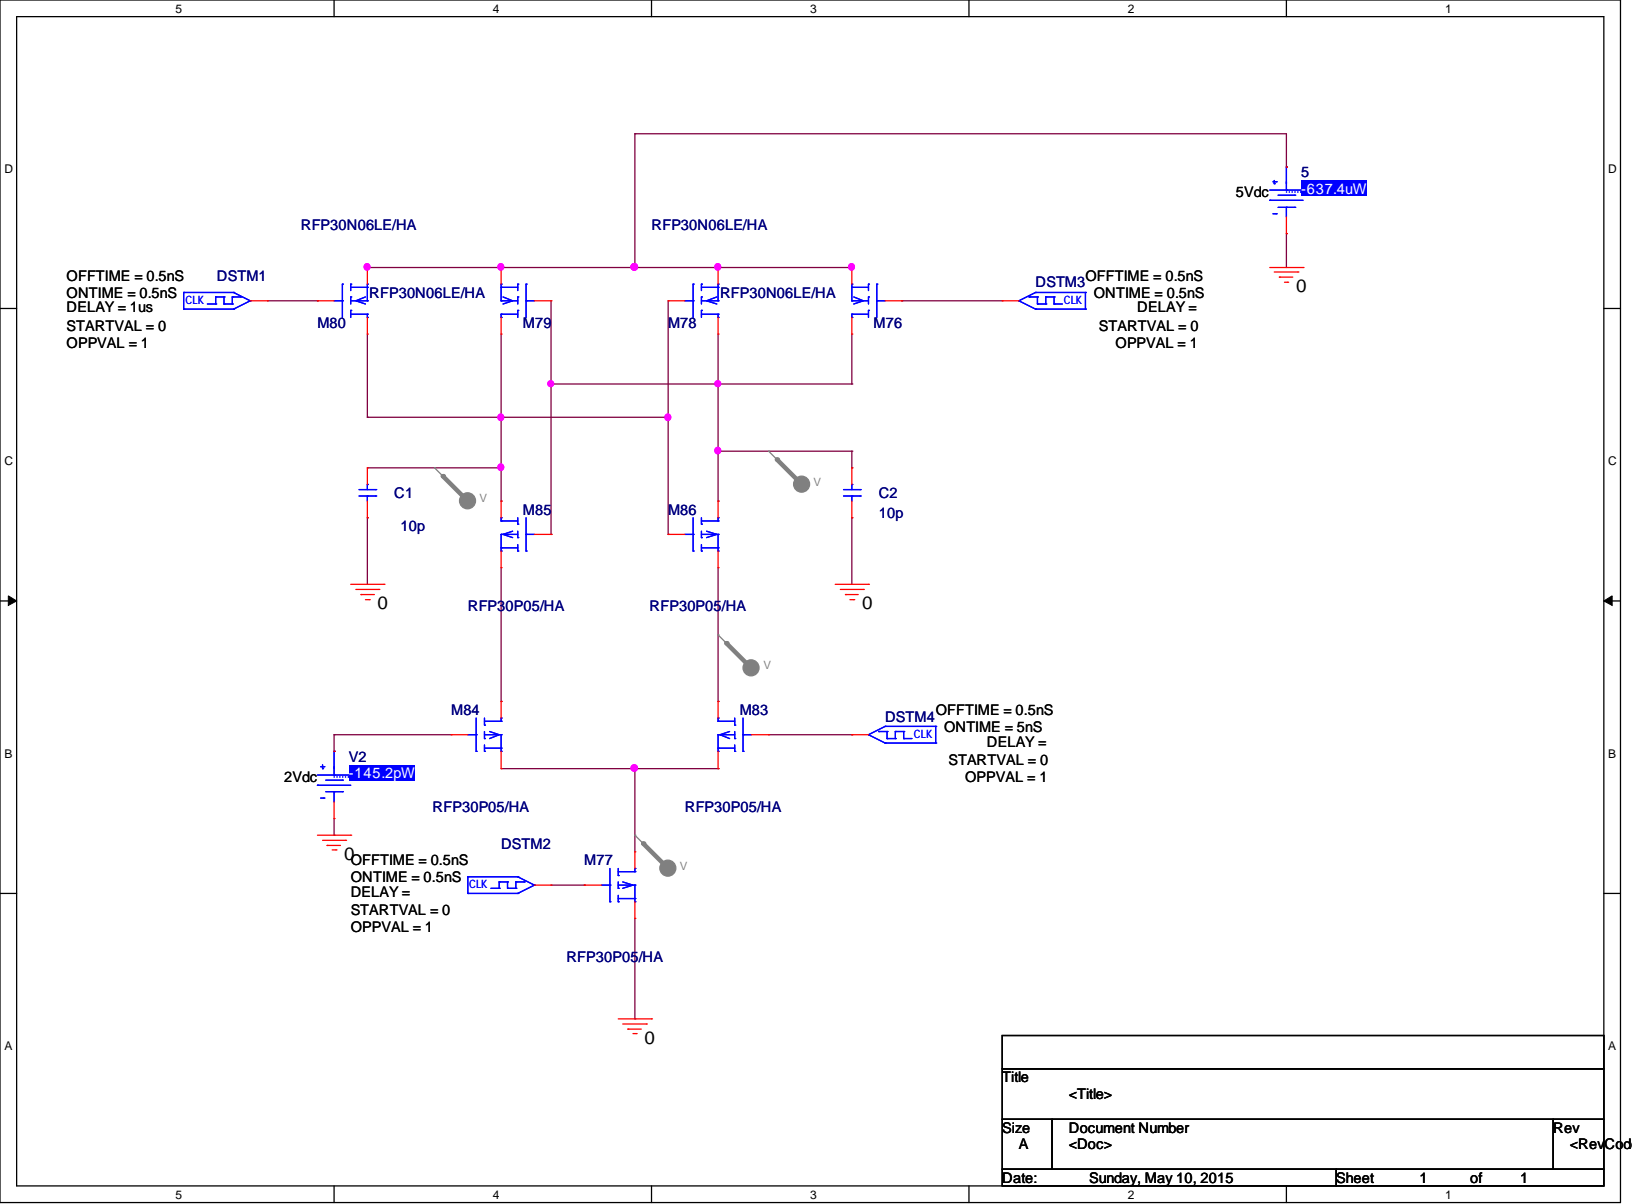 5 4 3 2 1
D D
5
5Vdc
-637.4uW
0
RFP30N06LE/HA RFP30N06LE/HA
OFFTIME = 0.5nS
ONTIME = 0.5nS
DELAY = 1us
STARTVAL = 0
OPPVAL = 1
DSTM1
CLK
RFP30N06LE/HA
M80
M79
RFP30N06LE/HA
M78
M76
DSTM3
CLK
OFFTIME = 0.5nS
ONTIME = 0.5nS
DELAY =
STARTVAL = 0
OPPVAL = 1
C C
C1
10p
0
V
V
C2
10p
0
M85
M86
RFP30P05/HA RFP30P05/HA
V
M84
M83
DSTM4
CLK
OFFTIME = 0.5nS
ONTIME = 5nS
DELAY =
STARTVAL = 0
OPPVAL = 1
B B
V2
2Vdc
-145.2pW
0
RFP30P05/HA RFP30P05/HA
DSTM2
CLK
OFFTIME = 0.5nS
ONTIME = 0.5nS
DELAY =
STARTVAL = 0
OPPVAL = 1
M77
V
RFP30P05/HA
0
A A
Title
<Title>
Size Document Number Rev
A <Doc> <RevCod
Date: Sunday, May 10, 2015 Sheet 1 of 1
5 4 3 2 1